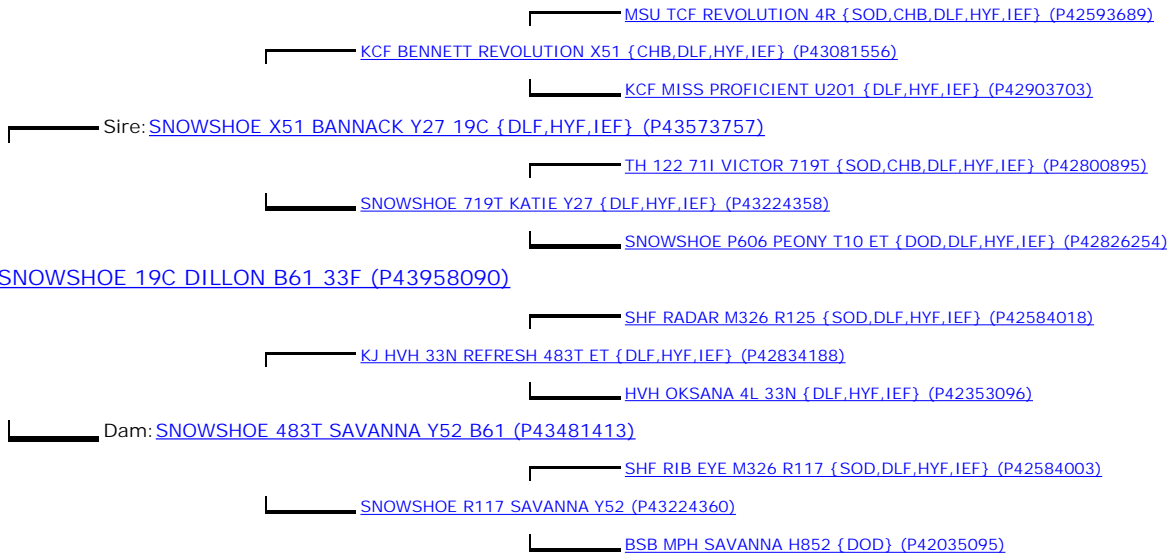 MSU TCF REVOLUTION 4R {SOD,CHB,DLF,HYF,IEF} (P42593689)
KCF BENNETT REVOLUTION X51 {CHB,DLF,HYF,IEF} (P43081556)
KCF MISS PROFICIENT U201 {DLF,HYF,IEF} (P42903703)
Sire: SNOWSHOE X51 BANNACK Y27 19C {DLF,HYF,IEF} (P43573757)
TH 122 71I VICTOR 719T {SOD,CHB,DLF,HYF,IEF} (P42800895)
SNOWSHOE 719T KATIE Y27 {DLF,HYF,IEF} (P43224358)
SNOWSHOE P606 PEONY T10 ET {DOD,DLF,HYF,IEF} (P42826254)
SNOWSHOE 19C DILLON B61 33F (P43958090)
SHF RADAR M326 R125 {SOD,DLF,HYF,IEF} (P42584018)
KJ HVH 33N REFRESH 483T ET {DLF,HYF,IEF} (P42834188)
HVH OKSANA 4L 33N {DLF,HYF,IEF} (P42353096)
Dam: SNOWSHOE 483T SAVANNA Y52 B61 (P43481413)
SHF RIB EYE M326 R117 {SOD,DLF,HYF,IEF} (P42584003)
SNOWSHOE R117 SAVANNA Y52 (P43224360)
BSB MPH SAVANNA H852 {DOD} (P42035095)